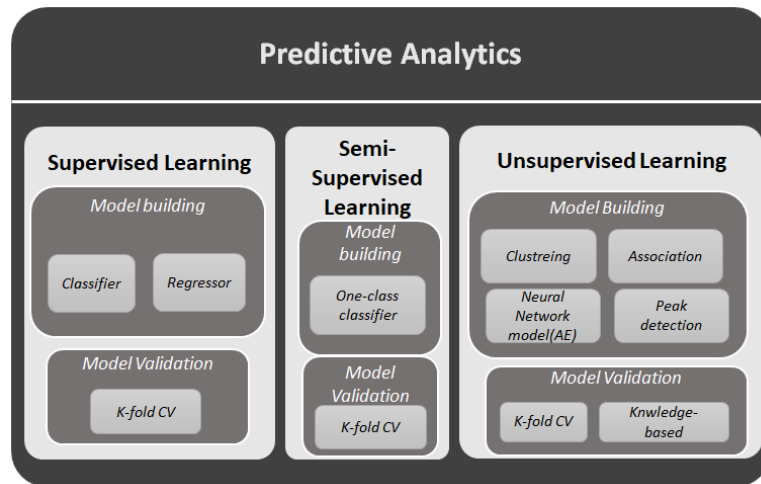 Predictive Analytics
Supervised Learning
Model building
Classifier
Regressor
Model Validation
K-fold CV
Semi-
Supervised
Learning
Model
building
One-class
classifier
Model
Validation
K-fold CV
Unsupervised Learning
Model Building
Clustreing
Association
Neural
Network
model(AE)
Peak
detection
Model Validation
K-fold CV
Knwledge-
based